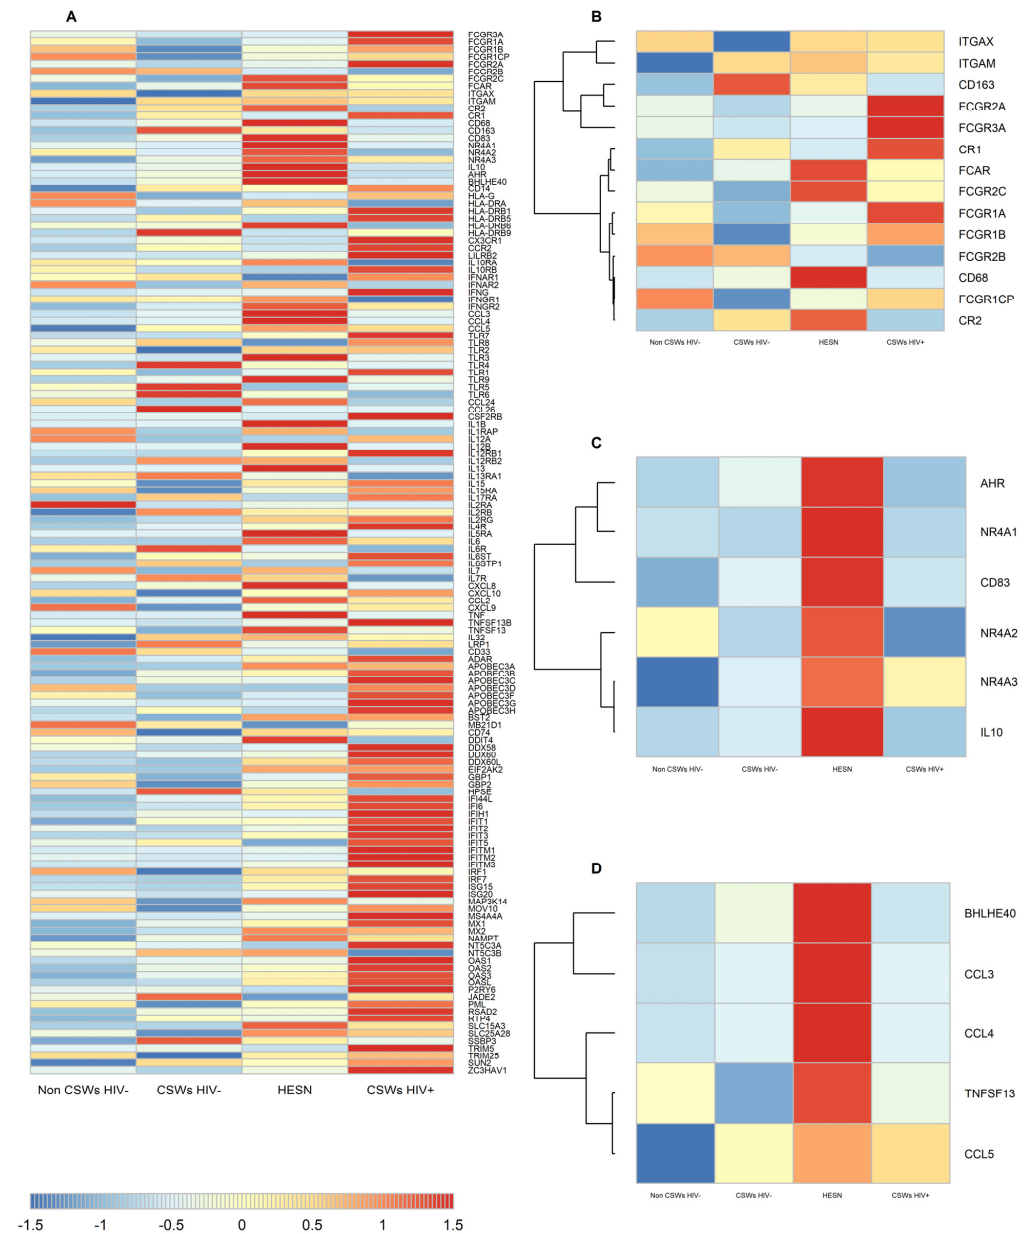 A
FCGR3A
FCGR1A
FCGR1B
FCGR1CP
FCGR2A
FCGR2B
FCGR2C
FCAR
ITGAX
ITGAM
CR2
CR1
CD68
CD163
CD83
NR4A1
NR4A2
NR4A3
IL10
AHR
BHLHE40
CD14
HLA-G
HLA-DRA
HLA-DRB1
HLA-DRB5
HLA-DRB6
HLA-DRB9
CX3CR1
CCR2
LILRB2
IL10RA
IL10RB
IFNAR1
IFNAR2
IFNG
IFNGR1
IFNGR2
CCL3
CCL4
CCL5
TLR7
TLR8
TLR2
TLR3
TLR4
TLR1
TLR9
TLR5
TLR6
CCL24
CCL26
CSF2RB
IL1B
IL1RAP
IL12A
IL12B
IL12RB1
IL12RB2
IL13
IL13RA1
IL15
IL15RA
IL17RA
IL2RA
IL2RB
IL2RG
IL4R
IL5RA
IL6
IL6R
IL6ST
IL6STP1
IL7
IL7R
CXCL8
CXCL10
CCL2
CXCL9
TNF
TNFSF13B
TNFSF13
IL32
LRP1
CD33
ADAR
APOBEC3A
APOBEC3B
APOBEC3C
APOBEC3D
APOBEC3F
APOBEC3G
APOBEC3H
BST2
MB21D1
CD74
DDIT4
DDX58
DDX60
DDX60L
EIF2AK2
GBP1
GBP2
HPSE
IFI44L
IFI6
IFIH1
IFIT1
IFIT2
IFIT3
IFIT5
IFITM1
IFITM2
IFITM3
IRF1
IRF7
ISG15
ISG20
MAP3K14
MOV10
MS4A4A
MX1
MX2
NAMPT
NT5C3A
NT5C3B
OAS1
OAS2
OAS3
OASL
P2RY6
JADE2
PML
RSAD2
RTP4
SLC15A3
SLC25A28
SSBP3
TRIM5
TRIM25
SUN2
ZC3HAV1
Non CSWs HIV- CSWs HIV- HESN CSWs HIV+
-1.5 -1 -0.5 0 0.5 1 1.5
B
ITGAX
ITGAM
CD163
FCGR2A
FCGR3A
CR1
FCAR
FCGR2C
FCGR1A
FCGR1B
FCGR2B
CD68
FCGR1CP
CR2
Non CSWs HIV- CSWs HIV- HESN CSWs HIV+
C
AHR
NR4A1
CD83
NR4A2
NR4A3
IL10
Non CSWs HIV- CSWs HIV- HESN CSWs HIV+
D
BHLHE40
CCL3
CCL4
TNFSF13
CCL5
Non CSWs HIV- CSWs HIV- HESN CSWs HIV+